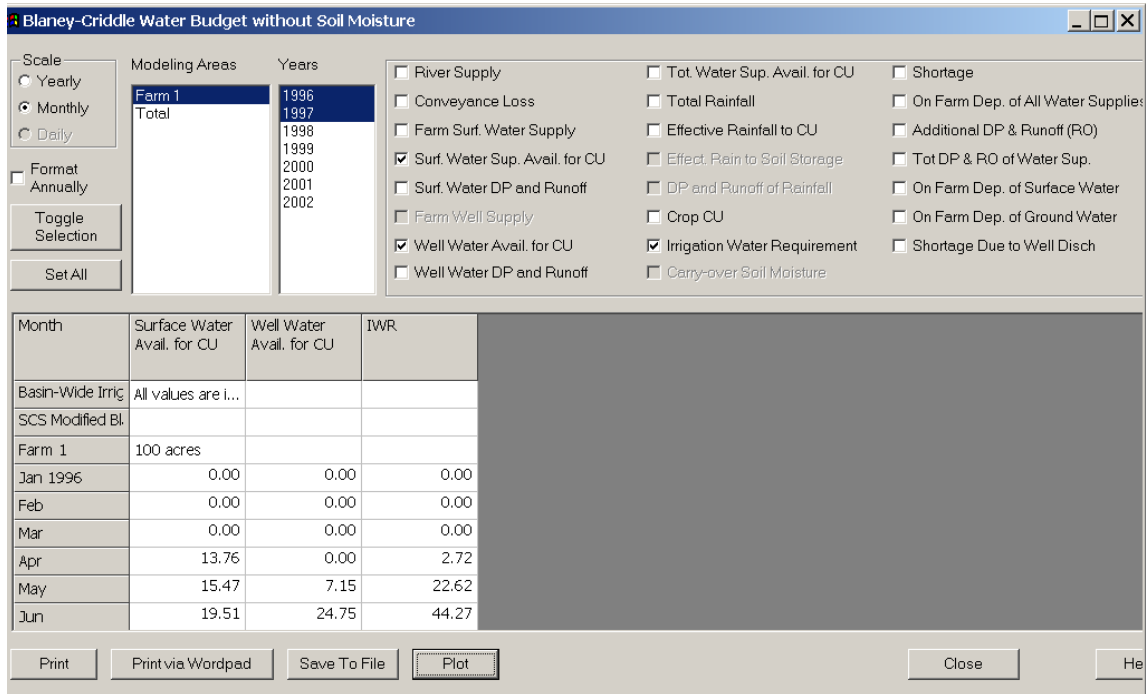 Blaney-Criddle Water Budget without Soil Moisture
Scale
Yearly
Monthly
Daily
Format
Annually
Toggle
Selection
Set All
Modeling Areas
Farm 1
Total
Years
1996
1997
1998
1999
2000
2001
2002
River Supply
Conveyance Loss
Farm Surf. Water Supply
Surf. Water Sup. Avail. for CU
Surf. Water DP and Runoff
Farm Well Supply
Well Water Avail. for CU
Well Water DP and Runoff
Tot. Water Sup. Avail. for CU
Total Rainfall
Effective Rainfall to CU
Effect. Rain to Soil Storage
DP and Runoff of Rainfall
Crop CU
Irrigation Water Requirement
Carry-over Soil Moisture
Shortage
On Farm Dep. of All Water Supplies
Additional DP & Runoff (RO)
Tot DP & RO of Water Sup.
On Farm Dep. of Surface Water
On Farm Dep. of Ground Water
Shortage Due to Well Disch
Month Surface Water Well Water IWR
Avail. for CU Avail. for CU
Basin-Wide Irrig All values are i...
SCS Modified Bl
Farm 1 100 acres
Jan 1996 0.00 0.00 0.00
Feb 0.00 0.00 0.00
Mar 0.00 0.00 0.00
Apr 13.76 0.00 2.72
May 15.47 7.15 22.62
Jun 19.51 24.75 44.27
Print Print via Wordpad Save To File Plot Close He